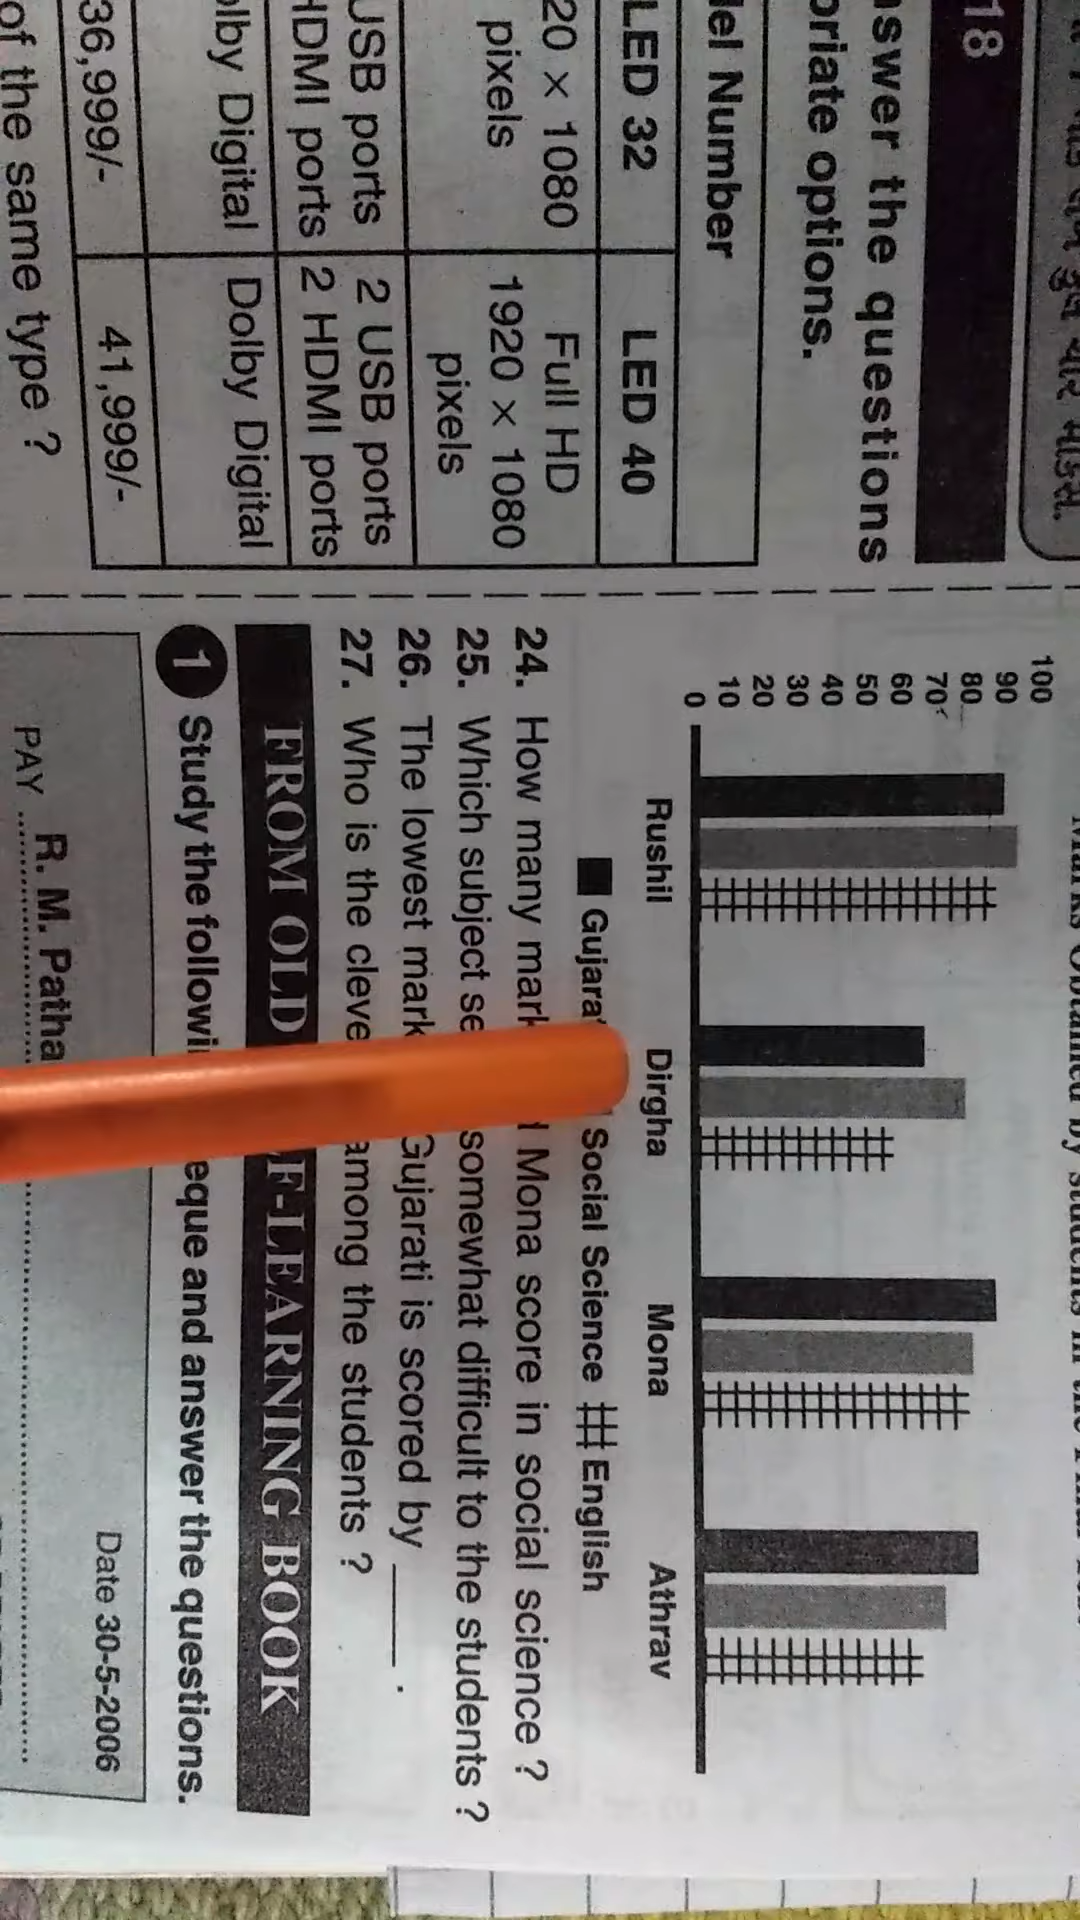 18
nswer the questions
priate options.
del Number
LED 32 LED 40
20 × 1080 pixels
Full HD 1920 × 1080 pixels
USB ports
HDMI ports
2 USB ports
2 HDMI ports
olby Digital Dolby Digital
36,999/- 41,999/-
of the same type ?
100
90
80
70
60
50
40
30
20
10
0
Rushil Dirgha Mona Athrav
Gujara Social Science English
24. How many mark Mona score in social science ?
25. Which subject se somewhat difficult to the students ?
26. The lowest mark Gujarati is scored by ____ .
27. Who is the cleve among the students ?
FROM OLD F-LEARNING BOOK
1 Study the followi eque and answer the questions.
Date 30-5-2006
PAY R. M. Patha